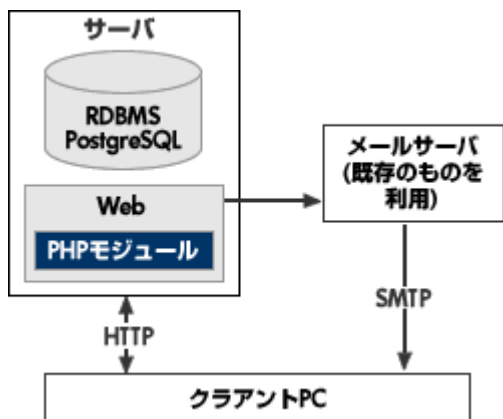 サーバ
RDBMS
PostgreSQL
Web
PHPモジュール
メールサーバ
(既存のものを
利用)
HTTP
SMTP
クラアントPC